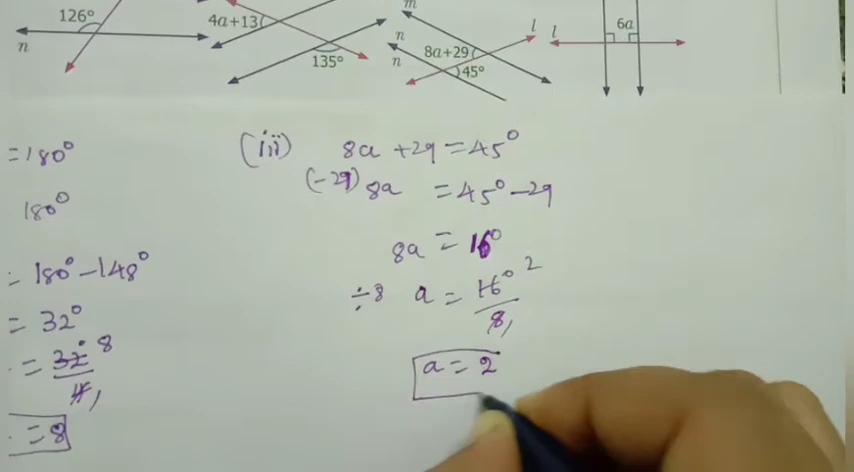 126°
n
4a+13
135°
m
n
n
8a+29
45°
l
l
6a
= 180°
180°
= 180° - 148°
= 32°
= 32° 8
4,
= 8
(iii) 8a + 29 = 45°
(-29) 8a = 45° - 29
8a = 16°
÷8 a = 16° 2
8,
a = 2